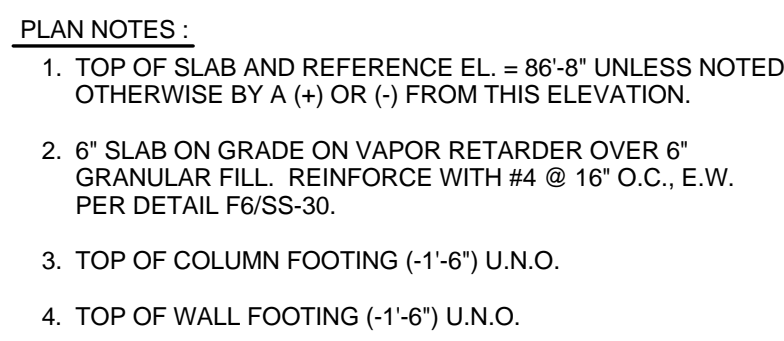 PLAN NOTES :
1. TOP OF SLAB AND REFERENCE EL. = 86'-8" UNLESS NOTED
OTHERWISE BY A (+) OR (-) FROM THIS ELEVATION.
2. 6" SLAB ON GRADE ON VAPOR RETARDER OVER 6"
GRANULAR FILL. REINFORCE WITH #4 @ 16" O.C., E.W.
PER DETAIL F6/SS-30.
3. TOP OF COLUMN FOOTING (-1'-6") U.N.O.
4. TOP OF WALL FOOTING (-1'-6") U.N.O.